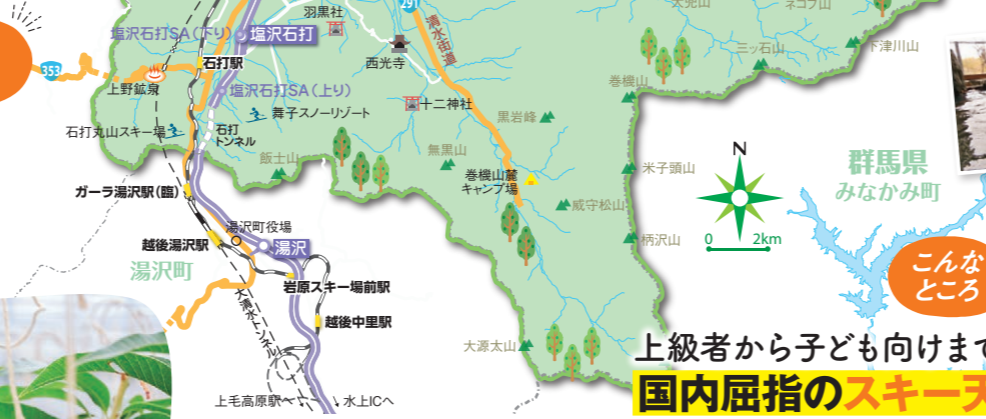 羽黒社
291
清水街道
ネコブ山
塩沢石打SA(下り)
塩沢石打
西光寺
三ッ石山
下津川山
石打駅
353
上野鉱泉
塩沢石打SA(上り)
十二神社
巻機山
舞子スノーリゾート
黒岩峰
石打丸山スキー場
石打
トンネル
飯士山
無黒山
巻機山麓
キャンプ場
米子頭山
N
群馬県
みなかみ町
ガーラ湯沢駅(臨)
威守松山
湯沢町役場
越後湯沢駅
湯沢
柄沢山
0 2km
湯沢町
岩原スキー場前駅
こんな
ところ
大清水トンネル
越後中里駅
大源太山
上毛高原駅へ
水上ICへ
上級者から子ども向けまで
国内屈指のスキー天